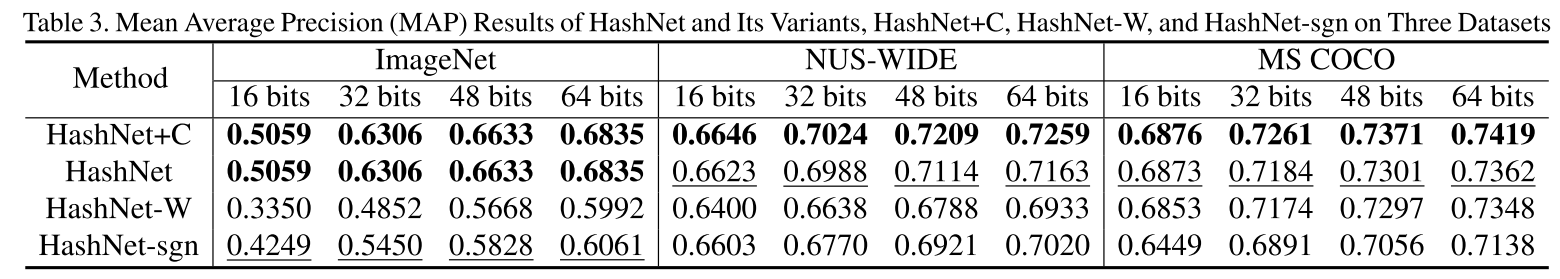 Table 3. Mean Average Precision (MAP) Results of HashNet and Its Variants, HashNet+C, HashNet-W, and HashNet-sgn on Three Datasets
Method ImageNet NUS-WIDE MS COCO
16 bits 32 bits 48 bits 64 bits 16 bits 32 bits 48 bits 64 bits 16 bits 32 bits 48 bits 64 bits
HashNet+C 0.5059 0.6306 0.6633 0.6835 0.6646 0.7024 0.7209 0.7259 0.6876 0.7261 0.7371 0.7419
HashNet 0.5059 0.6306 0.6633 0.6835 0.6623 0.6988 0.7114 0.7163 0.6873 0.7184 0.7301 0.7362
HashNet-W 0.3350 0.4852 0.5668 0.5992 0.6400 0.6638 0.6788 0.6933 0.6853 0.7174 0.7297 0.7348
HashNet-sgn 0.4249 0.5450 0.5828 0.6061 0.6603 0.6770 0.6921 0.7020 0.6449 0.6891 0.7056 0.7138